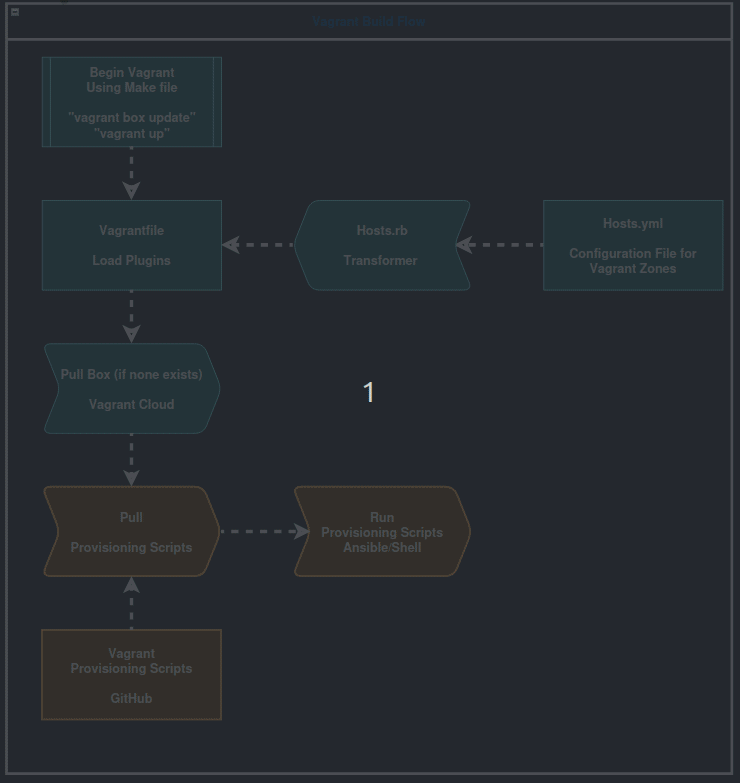 Vagrant Build Flow
Begin Vagrant
Using Make file
"vagrant box update"
"vagrant up"
Vagrantfile
Load Plugins
Hosts.rb
Transformer
Hosts.yml
Configuration File for
Vagrant Zones
Pull Box (if none exists)
Vagrant Cloud
1
Pull
Provisioning Scripts
Run
Provisioning Scripts
Ansible/Shell
Vagrant
Provisioning Scripts
GitHub